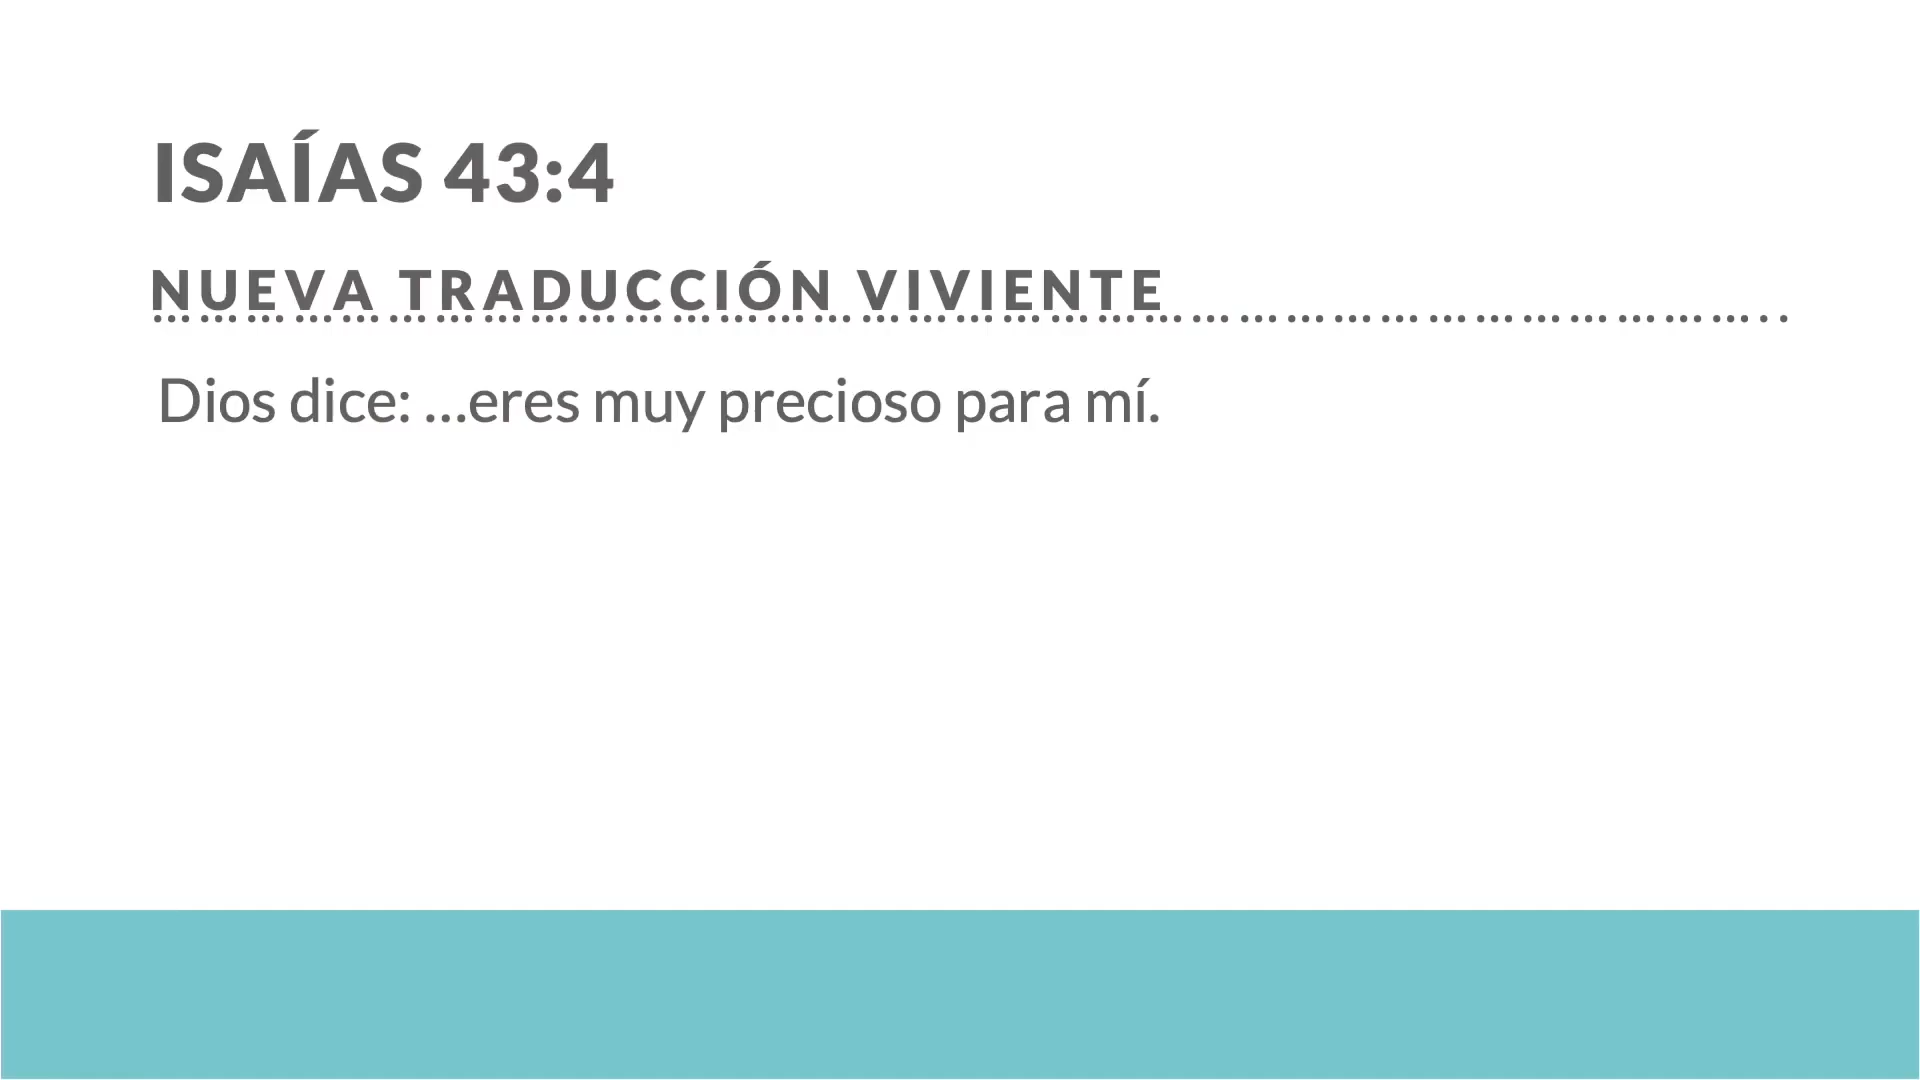 ISAÍAS 43:4
NUEVA TRADUCCIÓN VIVIENTE
Dios dice: ...eres muy precioso para mí.